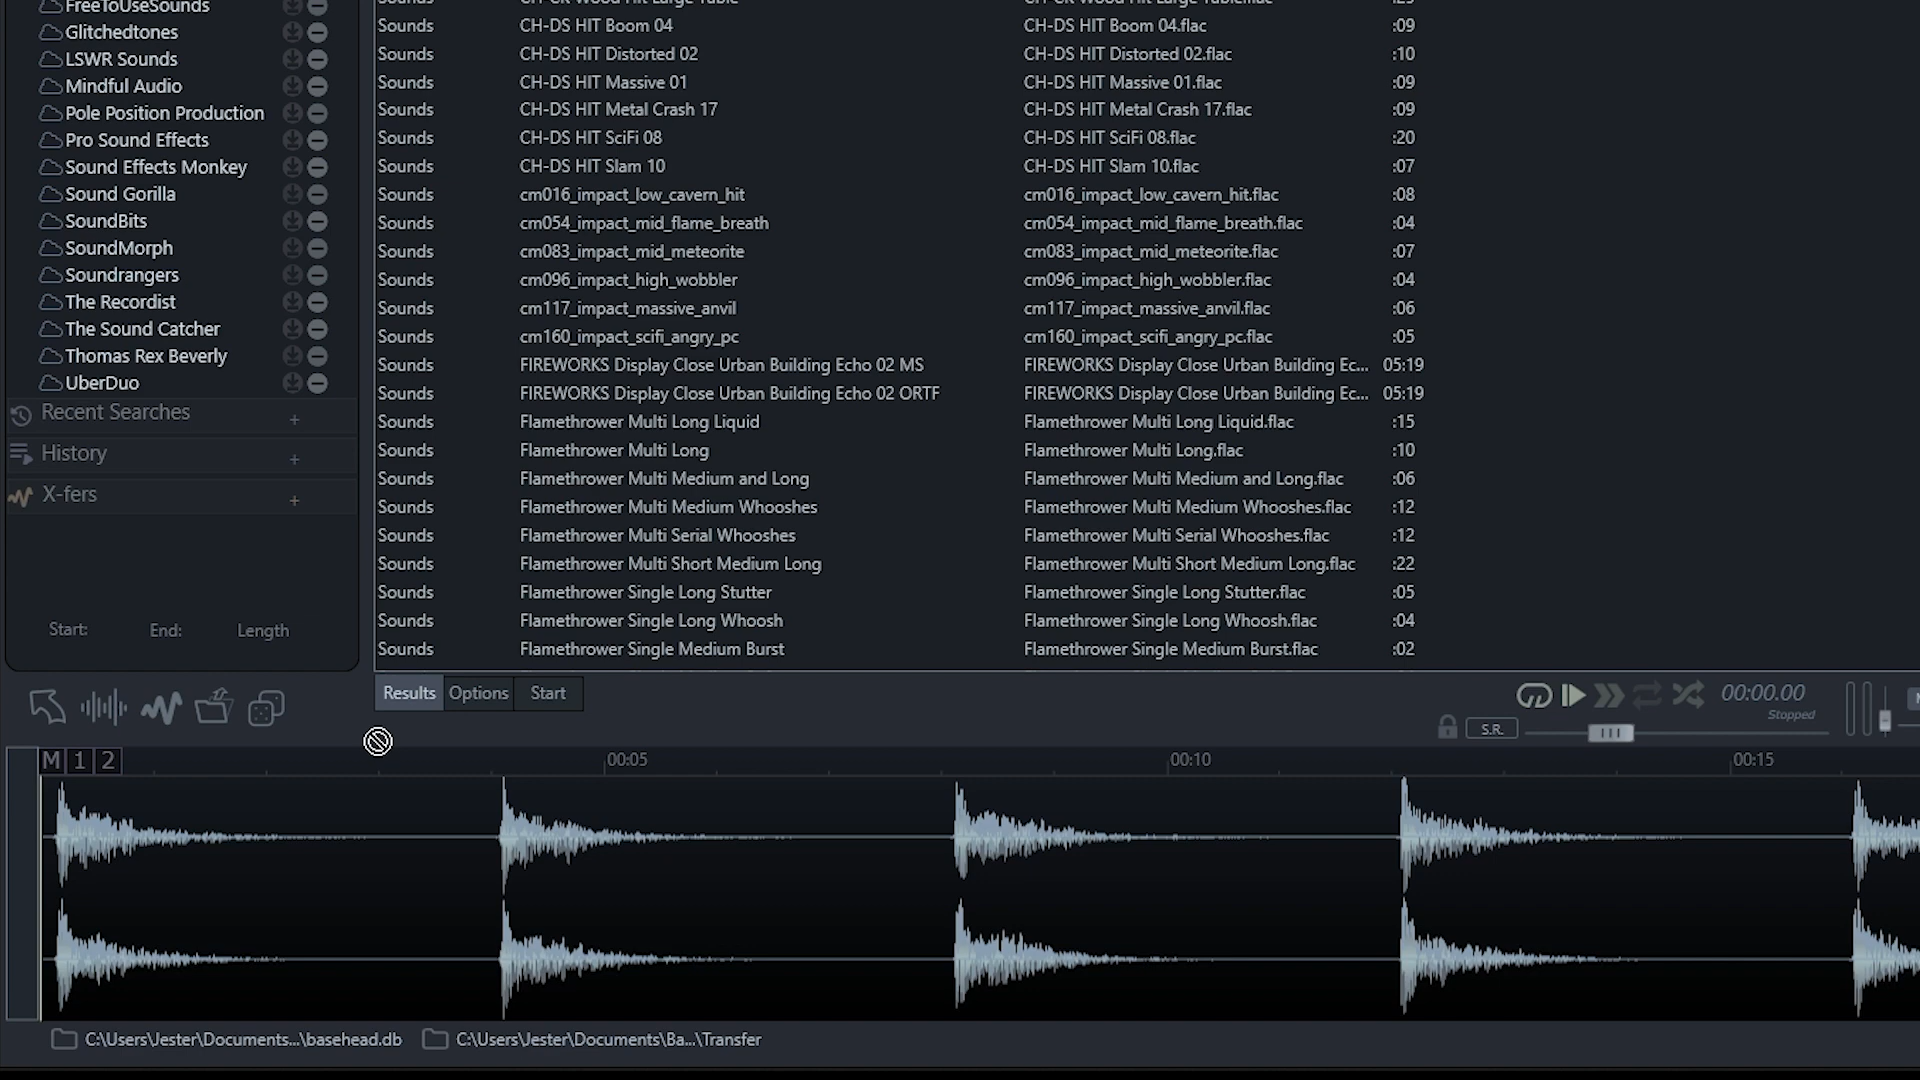 FreeToUseSounds
Glitchedtones
LSWR Sounds
Mindful Audio
Pole Position Production
Pro Sound Effects
Sound Effects Monkey
Sound Gorilla
SoundBits
SoundMorph
Soundrangers
The Recordist
The Sound Catcher
Thomas Rex Beverly
UberDuo
Recent Searches +
History +
X-fers +
Start: End: Length
Sounds CH-DS HIT Boom 04 CH-DS HIT Boom 04.flac :09
Sounds CH-DS HIT Distorted 02 CH-DS HIT Distorted 02.flac :10
Sounds CH-DS HIT Massive 01 CH-DS HIT Massive 01.flac :09
Sounds CH-DS HIT Metal Crash 17 CH-DS HIT Metal Crash 17.flac :09
Sounds CH-DS HIT SciFi 08 CH-DS HIT SciFi 08.flac :20
Sounds CH-DS HIT Slam 10 CH-DS HIT Slam 10.flac :07
Sounds cm016_impact_low_cavern_hit cm016_impact_low_cavern_hit.flac :08
Sounds cm054_impact_mid_flame_breath cm054_impact_mid_flame_breath.flac :04
Sounds cm083_impact_mid_meteorite cm083_impact_mid_meteorite.flac :07
Sounds cm096_impact_high_wobbler cm096_impact_high_wobbler.flac :04
Sounds cm117_impact_massive_anvil cm117_impact_massive_anvil.flac :06
Sounds cm160_impact_scifi_angry_pc cm160_impact_scifi_angry_pc.flac :05
Sounds FIREWORKS Display Close Urban Building Echo 02 MS FIREWORKS Display Close Urban Building Ec... 05:19
Sounds FIREWORKS Display Close Urban Building Echo 02 ORTF FIREWORKS Display Close Urban Building Ec... 05:19
Sounds Flamethrower Multi Long Liquid Flamethrower Multi Long Liquid.flac :15
Sounds Flamethrower Multi Long Flamethrower Multi Long.flac :10
Sounds Flamethrower Multi Medium and Long Flamethrower Multi Medium and Long.flac :06
Sounds Flamethrower Multi Medium Whooshes Flamethrower Multi Medium Whooshes.flac :12
Sounds Flamethrower Multi Serial Whooshes Flamethrower Multi Serial Whooshes.flac :12
Sounds Flamethrower Multi Short Medium Long Flamethrower Multi Short Medium Long.flac :22
Sounds Flamethrower Single Long Stutter Flamethrower Single Long Stutter.flac :05
Sounds Flamethrower Single Long Whoosh Flamethrower Single Long Whoosh.flac :04
Sounds Flamethrower Single Medium Burst Flamethrower Single Medium Burst.flac :02
Results Options Start
00:00.00
Stopped
S.R.
M 1 2 00:05 00:10 00:15
C:\Users\Jester\Documents...\basehead.db C:\Users\Jester\Documents\Ba...\Transfer